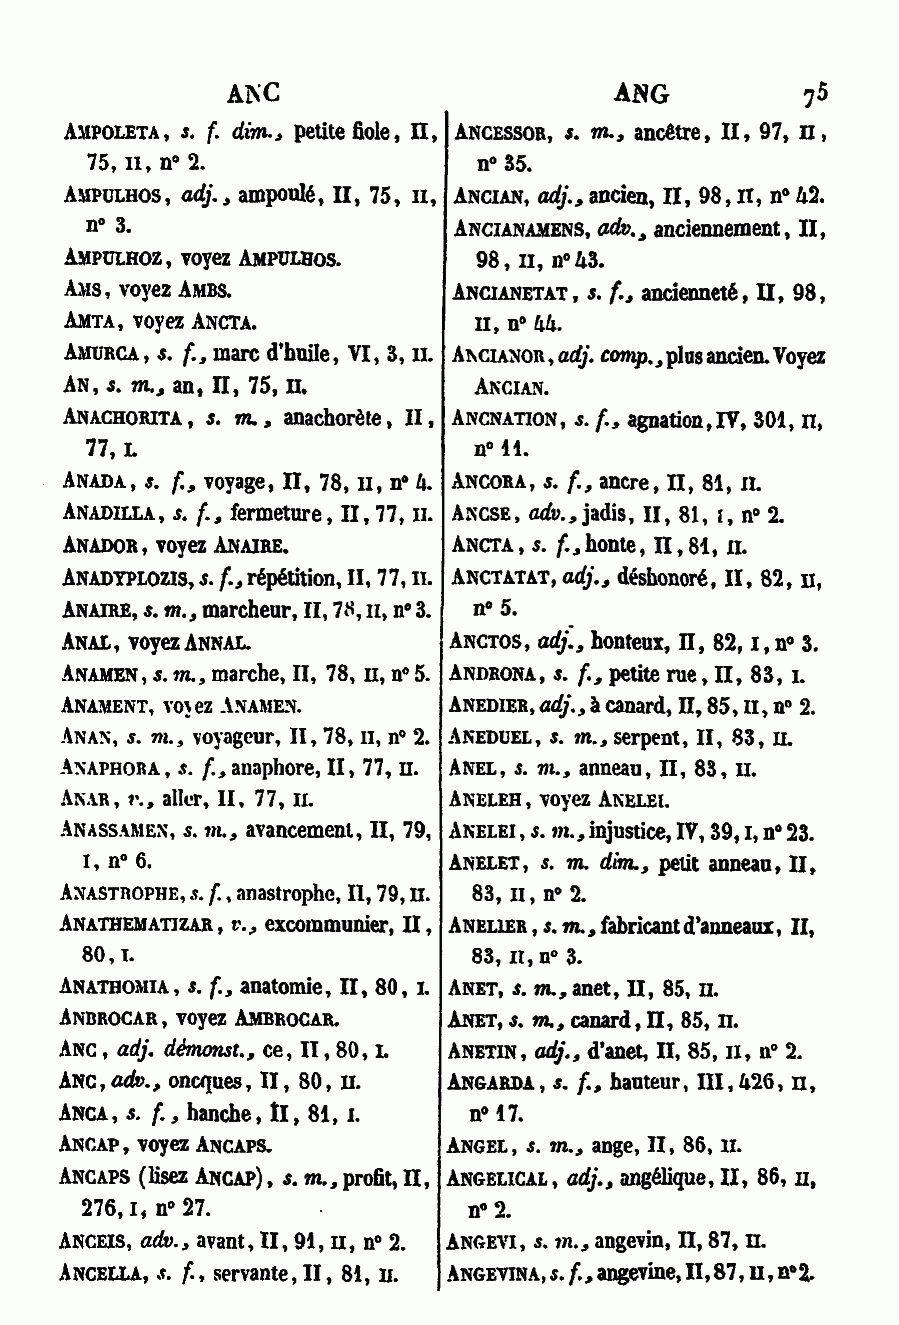 ANC
ANG 75
AMPOLETA, s. f. dim., petite fiole, II,
75, II, n° 2.
AMPULHOS, adj., ampoulé, II, 75, II,
n° 3.
AMPULHOZ, voyez AMPULHOS.
AMS, voyez AMBS.
AMTA, voyez ANCTA.
AMURCA, s. f., marc d'huile, VI, 3, II.
AN, s. m., an, II, 75, II.
ANACHORITA, s. m., anachorète, II,
77, I.
ANADA, s. f., voyage, II, 78, II, n° 4.
ANADILLA, s. f., fermeture, II, 77, II.
ANADOR, voyez ANAIRE.
ANADYPLOZIS, s. f., répétition, II, 77, II.
ANAIRE, s. m., marcheur, II, 78, II, n° 3.
ANAL, voyez ANNAL.
ANAMEN, s. m., marche, II, 78, II, n° 5.
ANAMENT, voyez ANAMEN.
ANAN, s. m., voyageur, II, 78, II, n° 2.
ANAPHORA, s. f., anaphore, II, 77, II.
ANAR, v., aller, II, 77, II.
ANASSAMEN, s. m., avancement, II, 79,
I, n° 6.
ANASTROPHE, s. f., anastrophe, II, 79, II.
ANATHEMATIZAR, v., excommunier, II,
80, I.
ANATHOMIA, s. f., anatomie, II, 80, I.
ANBROCAR, voyez AMBROCAR.
ANC, adj. démonst., ce, II, 80, I.
ANC, adv., oncques, II, 80, II.
ANCA, s. f., hanche, II, 81, I.
ANCAP, voyez ANCAPS.
ANCAPS (lisez ANCAP), s. m., profit, II,
276, I, n° 27.
ANCEIS, adv., avant, II, 91, II, n° 2.
ANCELLA, s. f., servante, II, 81, II.
ANCESSOR, s. m., ancêtre, II, 97, II,
n° 35.
ANCIAN, adj., ancien, II, 98, II, n° 42.
ANCIANAMENS, adv., anciennement, II,
98, II, n° 43.
ANCIANETAT, s. f., ancienneté, II, 98,
II, n° 44.
ANCIANOR, adj. comp., plus ancien. Voyez
ANCIAN.
ANCNATION, s. f., agnation, IV, 301, II,
n° 11.
ANCORA, s. f., ancre, II, 81, II.
ANCSE, adv., jadis, II, 81, I, n° 2.
ANCTA, s. f., honte, II, 81, II.
ANCTATAT, adj., déshonoré, II, 82, II,
n° 5.
ANCTOS, adj., honteux, II, 82, I, n° 3.
ANDRONA, s. f., petite rue, II, 83, I.
ANEDIER, adj., à canard, II, 85, II, n° 2.
ANEDUEL, s. m., serpent, II, 83, II.
ANEL, s. m., anneau, II, 83, II.
ANELEH, voyez ANELEI.
ANELEI, s. m., injustice, IV, 39, I, n° 23.
ANELET, s. m. dim., petit anneau, II,
83, II, n° 2.
ANELIER, s. m., fabricant d'anneaux, II,
83, II, n° 3.
ANET, s. m., anet, II, 85, II.
ANET, s. m., canard, II, 85, II.
ANETIN, adj., d'anet, II, 85, II, n° 2.
ANGARDA, s. f., hauteur, III, 426, II,
n° 17.
ANGEL, s. m., ange, II, 86, II.
ANGELICAL, adj., angélique, II, 86, II,
n° 2.
ANGEVI, s. m., angevin, II, 87, II.
ANGEVINA, s. f., angevine, II, 87, II, n° 2.